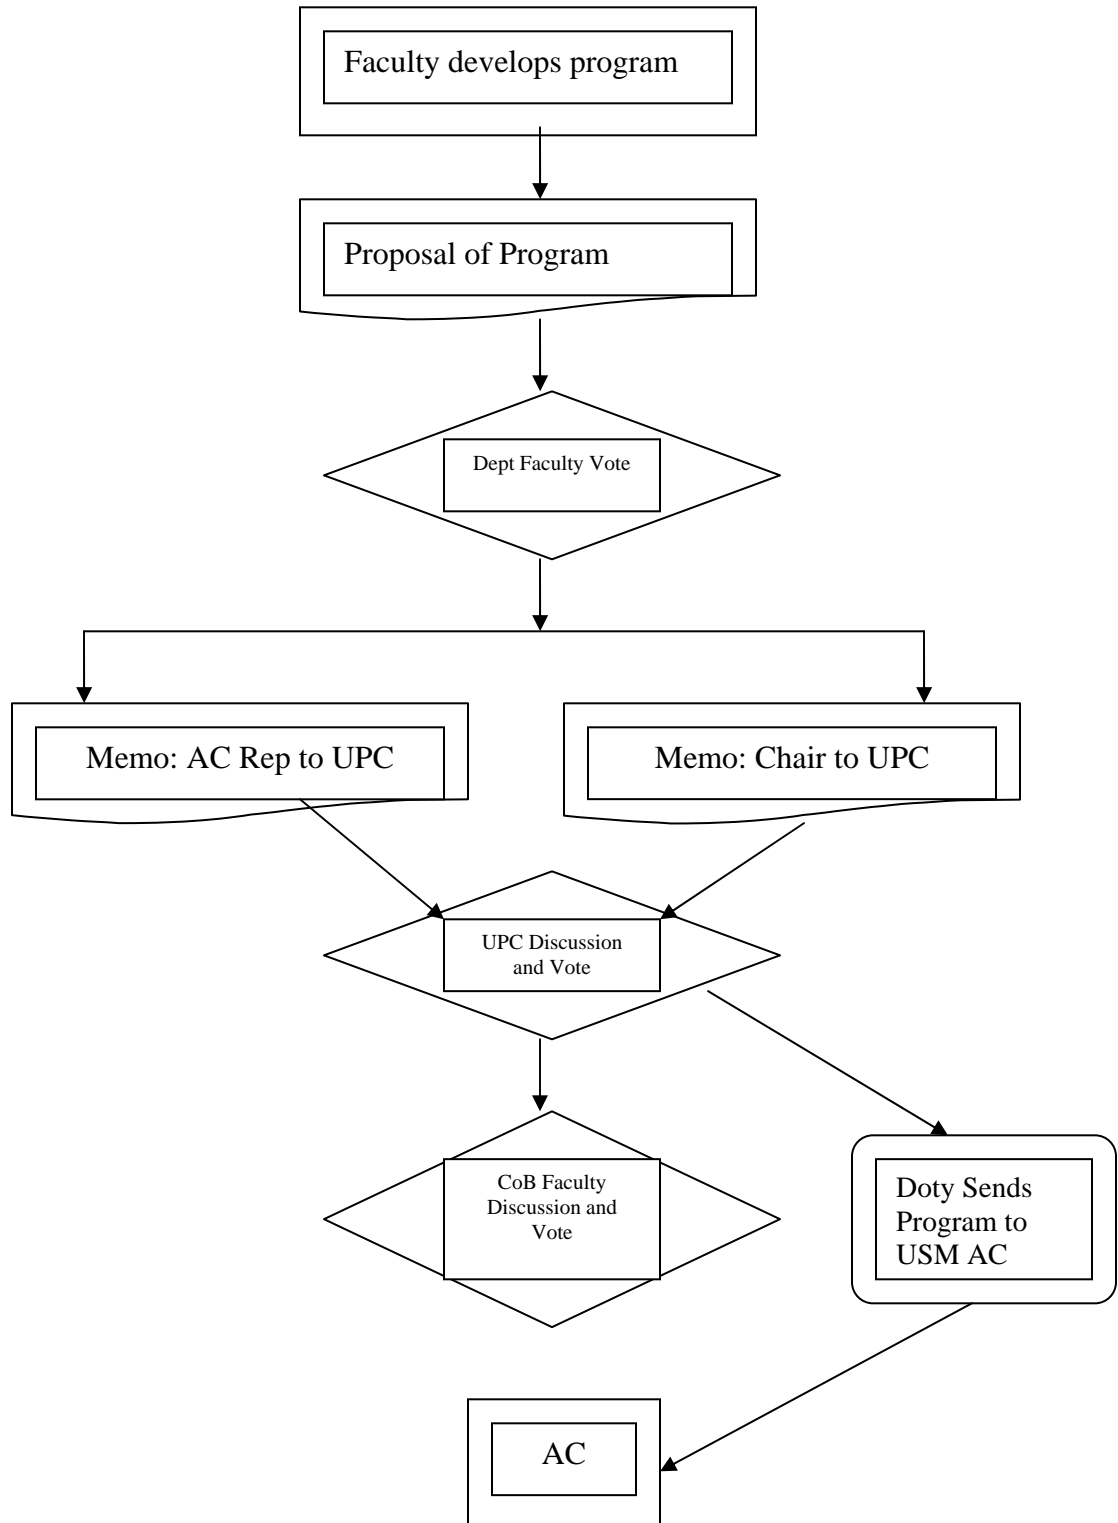 Faculty develops program
Proposal of Program
Dept Faculty Vote
Memo: AC Rep to UPC
Memo: Chair to UPC
UPC Discussion
and Vote
CoB Faculty
Discussion and
Vote
Doty Sends
Program to
USM AC
AC